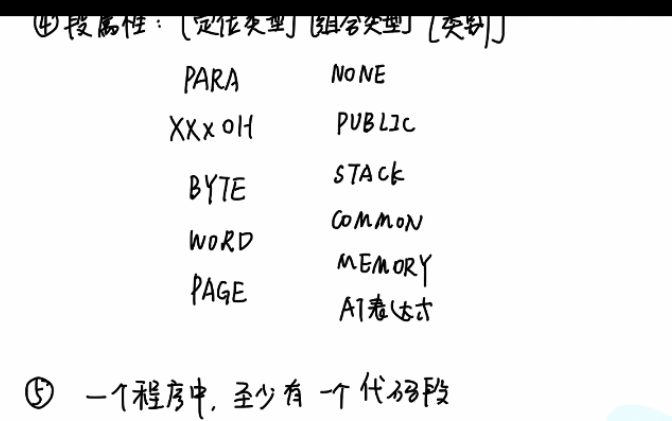 ④段属性：[定位类型] [组合类型] [类别]
PARA NONE
XXX0H PUBLIC
BYTE STACK
WORD COMMON
PAGE MEMORY
AT表达式
⑤ 一个程序中，至少有一个代码段